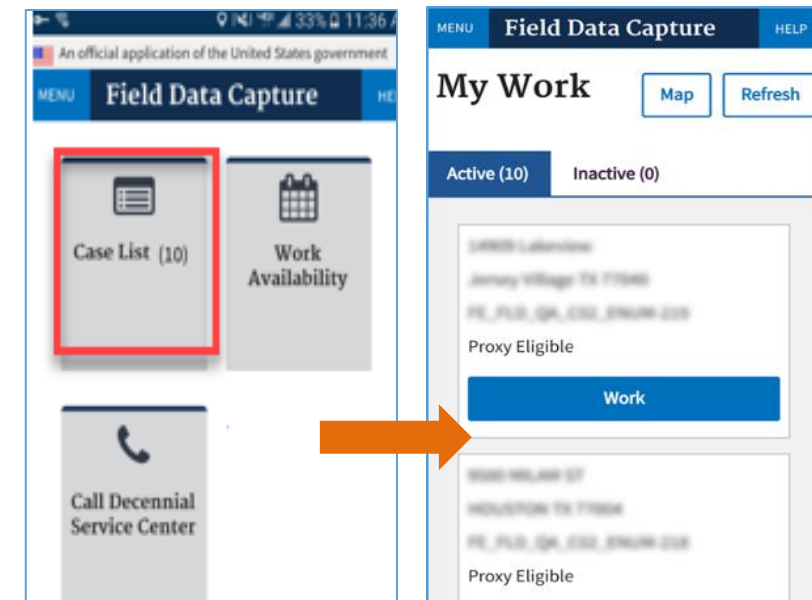 33% 11:36 A
An official application of the United States government
MENU Field Data Capture HE
Case List (10)
Work
Availability
Call Decennial
Service Center
MENU Field Data Capture HELP
My Work
Map
Refresh
Active (10)
Inactive (0)
Proxy Eligible
Work
Proxy Eligible